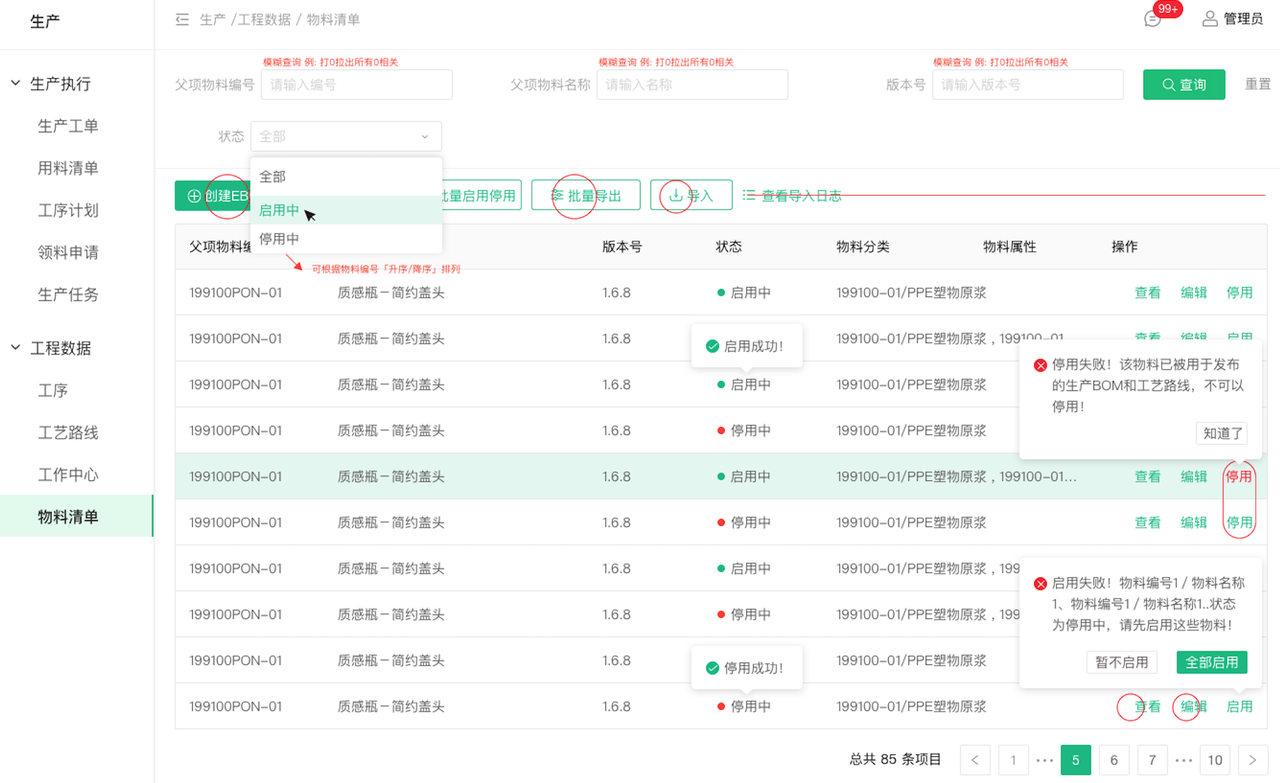 生产
生产 /工程数据 / 物料清单
99+
管理员
生产执行
生产工单
用料清单
工序计划
领料申请
生产任务
工程数据
工序
工艺路线
工作中心
物料清单
模糊查询 例: 打0拉出所有0相关
模糊查询 例: 打0拉出所有0相关
模糊查询 例: 打0拉出所有0相关
父项物料编号 请输入编号 父项物料名称 请输入名称 版本号 请输入版本号 查询 重置
状态 全部
全部
启用中
停用中
创建EB 批量启用停用 批量导出 导入 查看导入日志
父项物料编 版本号 状态 物料分类 物料属性 操作
可根据物料编号「升序/降序」排列
199100PON-01 质感瓶－简约盖头 1.6.8 启用中 199100-01/PPE塑物原浆 查看 编辑 停用
199100PON-01 质感瓶－简约盖头 1.6.8 199100-01/PPE塑物原浆 , 199100-01 查看 编辑 启用
启用成功！
199100PON-01 质感瓶－简约盖头 1.6.8 启用中 199100-01/PPE塑物原浆
停用失败！该物料已被用于发布
的生产BOM和工艺路线，不可以
停用！
知道了
199100PON-01 质感瓶－简约盖头 1.6.8 停用中 199100-01/PPE塑物原浆
199100PON-01 质感瓶－简约盖头 1.6.8 启用中 199100-01/PPE塑物原浆 , 199100-01... 查看 编辑 停用
199100PON-01 质感瓶－简约盖头 1.6.8 停用中 199100-01/PPE塑物原浆 查看 编辑 停用
199100PON-01 质感瓶－简约盖头 1.6.8 启用中 199100-01/PPE塑物原浆 , 199
199100PON-01 质感瓶－简约盖头 1.6.8 停用中 199100-01/PPE塑物原浆 , 199
启用失败！物料编号1 / 物料名称
1、物料编号1 / 物料名称1..状态
为停用中，请先启用这些物料！
暂不启用 全部启用
199100PON-01 质感瓶－简约盖头 1.6.8 199100-01/PPE塑物原浆
停用成功！
199100PON-01 质感瓶－简约盖头 1.6.8 停用中 199100-01/PPE塑物原浆 查看 编辑 启用
总共 85 条项目 < 1 ··· 5 6 7 ··· 10 >